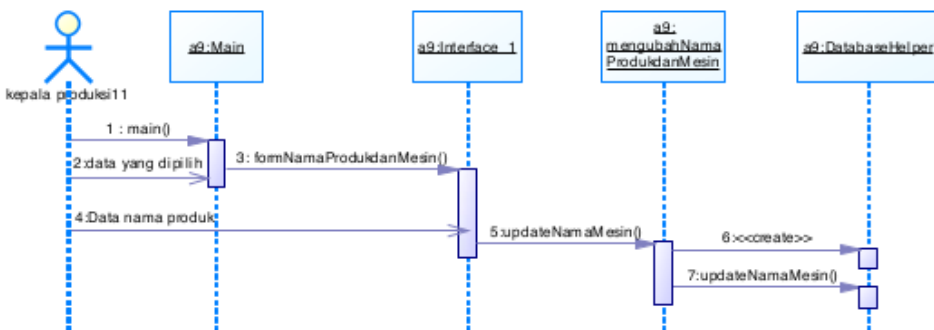 a9:Main
a9:Interface_1
a9:
mengubahNama
ProdukdanMesin
a9:DatabaseHelper
kepala produksi11
1 : main()
2:data yang dipilih
3: formNamaProdukdanMesin()
4:Data nama produk
5:updateNamaMesin()
6:<<create>>
7:updateNamaMesin()